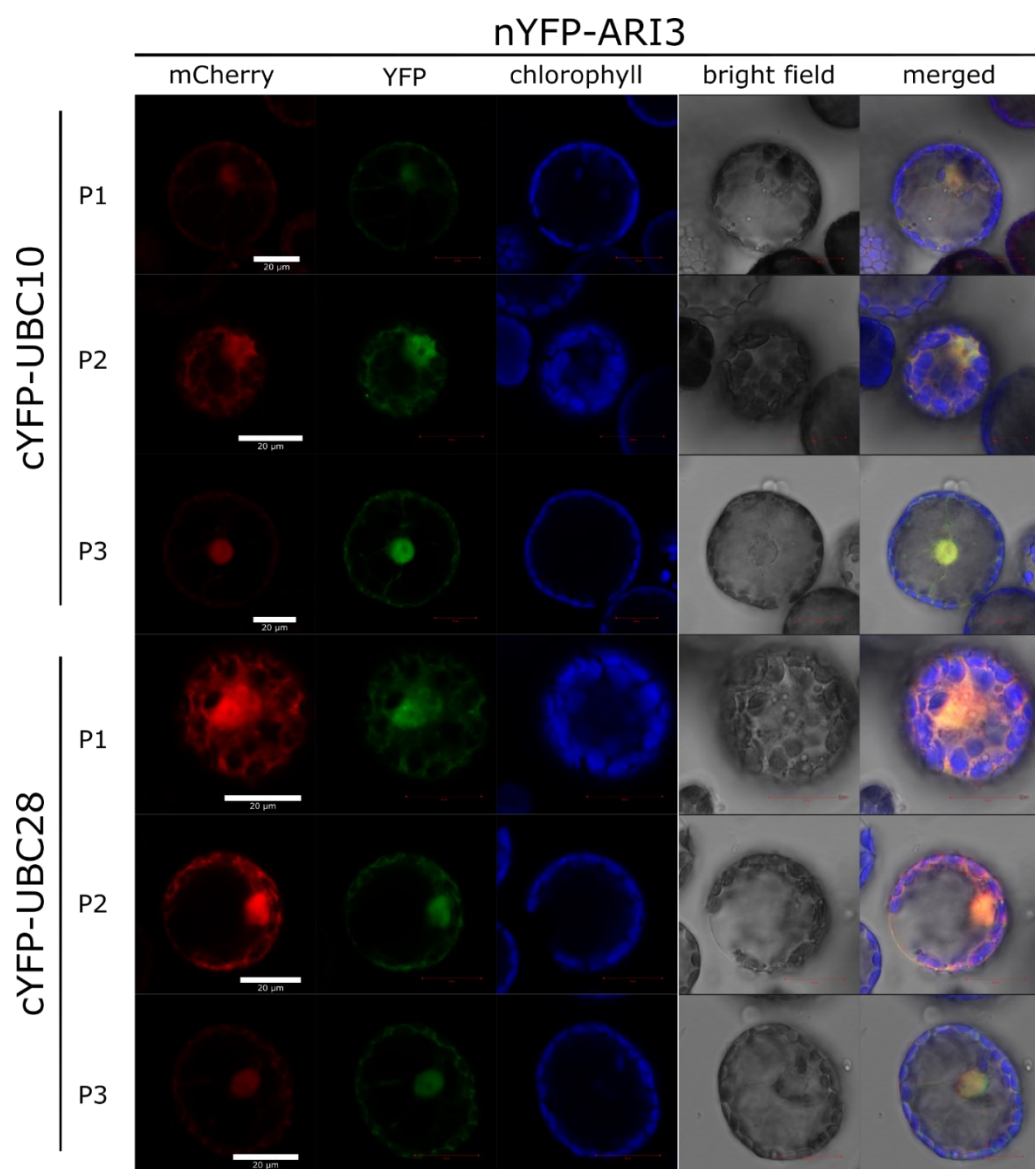 nYFP-ARI3
mCherry YFP chlorophyll bright field merged
cYFP-UBC10
P1
20 µm
P2
20 µm
P3
20 µm
cYFP-UBC28
P1
20 µm
P2
20 µm
P3
20 µm